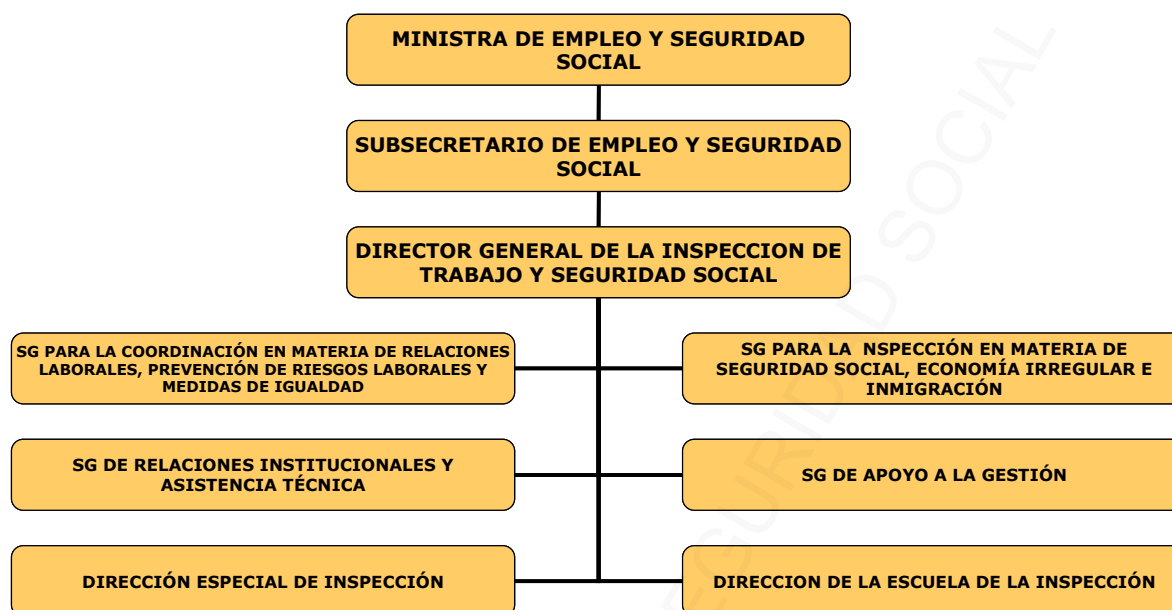 MINISTRA DE EMPLEO Y SEGURIDAD
SOCIAL
SUBSECRETARIO DE EMPLEO Y SEGURIDAD
SOCIAL
DIRECTOR GENERAL DE LA INSPECCION DE
TRABAJO Y SEGURIDAD SOCIAL
SG PARA LA COORDINACIÓN EN MATERIA DE RELACIONES
LABORALES, PREVENCIÓN DE RIESGOS LABORALES Y
MEDIDAS DE IGUALDAD
SG PARA LA NSPECCIÓN EN MATERIA DE
SEGURIDAD SOCIAL, ECONOMÍA IRREGULAR E
INMIGRACIÓN
SG DE RELACIONES INSTITUCIONALES Y
ASISTENCIA TÉCNICA
SG DE APOYO A LA GESTIÓN
DIRECCIÓN ESPECIAL DE INSPECCIÓN
DIRECCION DE LA ESCUELA DE LA INSPECCIÓN
EGURIDAD SOCIAL